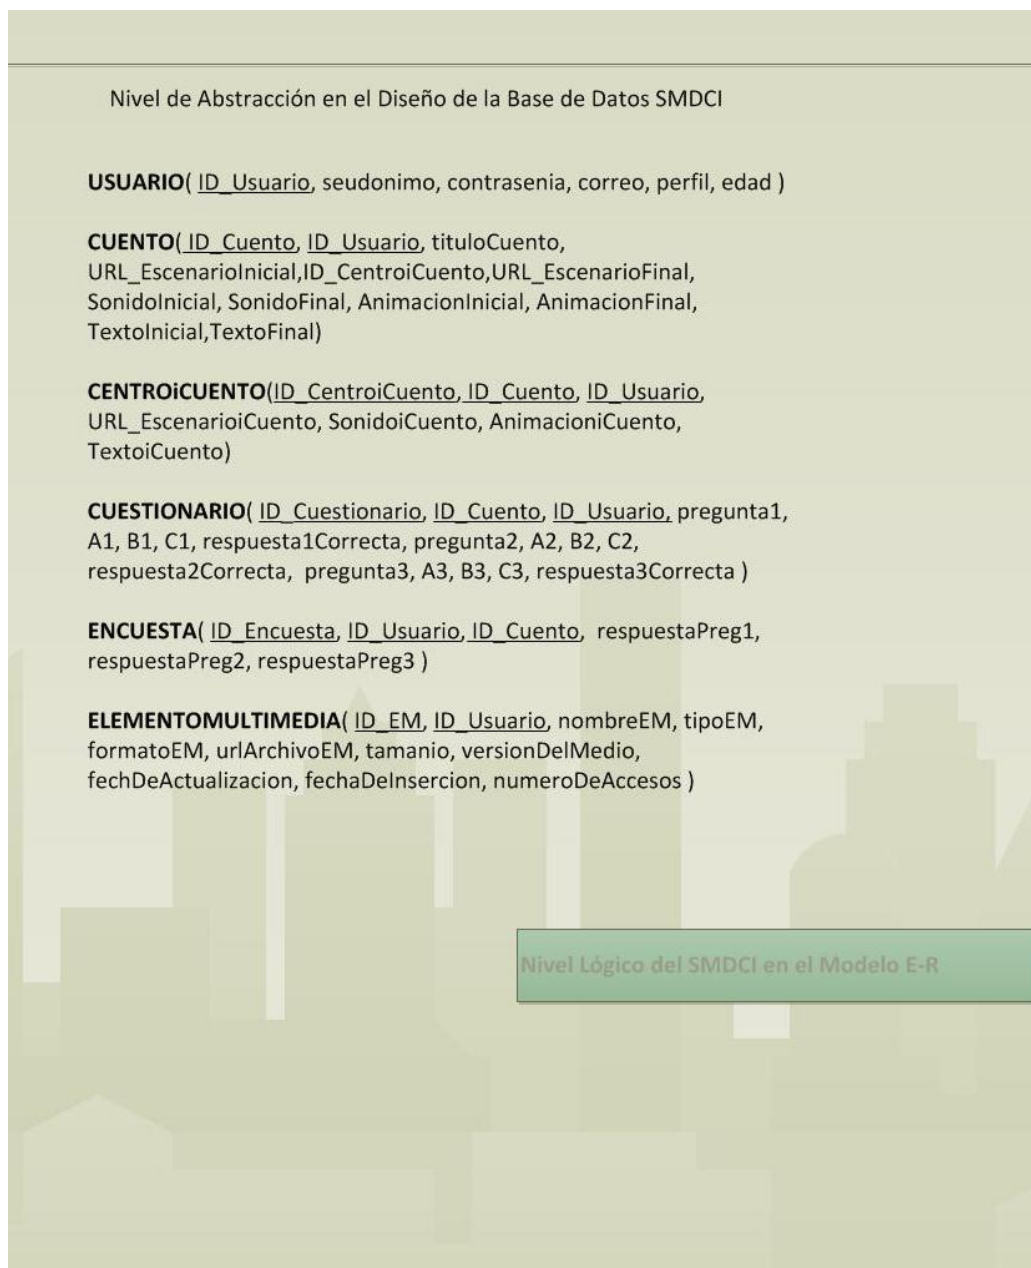 Nivel de Abstracción en el Diseño de la Base de Datos SMDCI
USUARIO( ID_Usuario, seudonimo, contrasenia, correo, perfil, edad )
CUENTO( ID_Cuento, ID_Usuario, tituloCuento,
URL_EscenarioInicial,ID_CentroiCuento,URL_EscenarioFinal,
SonidoInicial, SonidoFinal, AnimacionInicial, AnimacionFinal,
TextoInicial,TextoFinal)
CENTROiCUENTO(ID_CentroiCuento, ID_Cuento, ID_Usuario,
URL_EscenarioiCuento, SonidoiCuento, AnimacioniCuento,
TextoiCuento)
CUESTIONARIO( ID_Cuestionario, ID_Cuento, ID_Usuario, pregunta1,
A1, B1, C1, respuesta1Correcta, pregunta2, A2, B2, C2,
respuesta2Correcta, pregunta3, A3, B3, C3, respuesta3Correcta )
ENCUESTA( ID_Encuesta, ID_Usuario, ID_Cuento, respuestaPreg1,
respuestaPreg2, respuestaPreg3 )
ELEMENTOMULTIMEDIA( ID_EM, ID_Usuario, nombreEM, tipoEM,
formatoEM, urlArchivoEM, tamanio, versionDelMedio,
fechDeActualizacion, fechaDeInsercion, numeroDeAccesos )
Nivel Lógico del SMDCI en el Modelo E-R